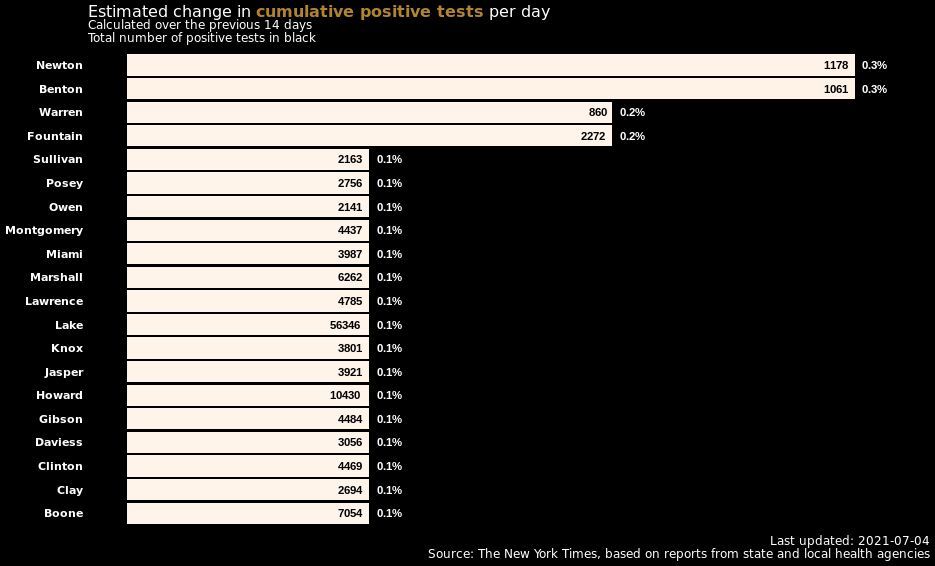 Estimated change in cumulative positive tests per day
Calculated over the previous 14 days
Total number of positive tests in black
Newton 1178 0.3%
Benton 1061 0.3%
Warren 860 0.2%
Fountain 2272 0.2%
Sullivan 2163 0.1%
Posey 2756 0.1%
Owen 2141 0.1%
Montgomery 4437 0.1%
Miami 3987 0.1%
Marshall 6262 0.1%
Lawrence 4785 0.1%
Lake 56346 0.1%
Knox 3801 0.1%
Jasper 3921 0.1%
Howard 10430 0.1%
Gibson 4484 0.1%
Daviess 3056 0.1%
Clinton 4469 0.1%
Clay 2694 0.1%
Boone 7054 0.1%
Last updated: 2021-07-04
Source: The New York Times, based on reports from state and local health agencies